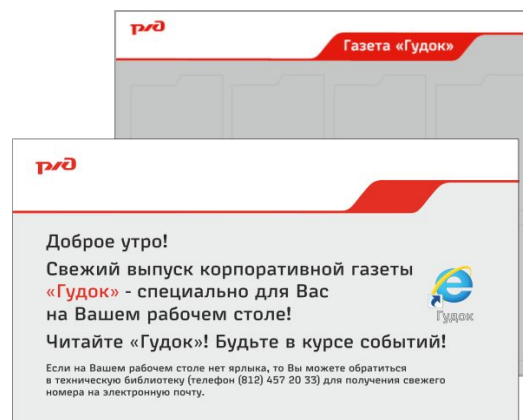 ржд
Газета «Гудок»
ржд
Доброе утро!
Свежий выпуск корпоративной газеты
«Гудок» - специально для Вас
на Вашем рабочем столе!
Гудок
Читайте «Гудок»! Будьте в курсе событий!
Если на Вашем рабочем столе нет ярлыка, то Вы можете обратиться
в техническую библиотеку (телефон (812) 457 20 33) для получения свежего
номера на электронную почту.